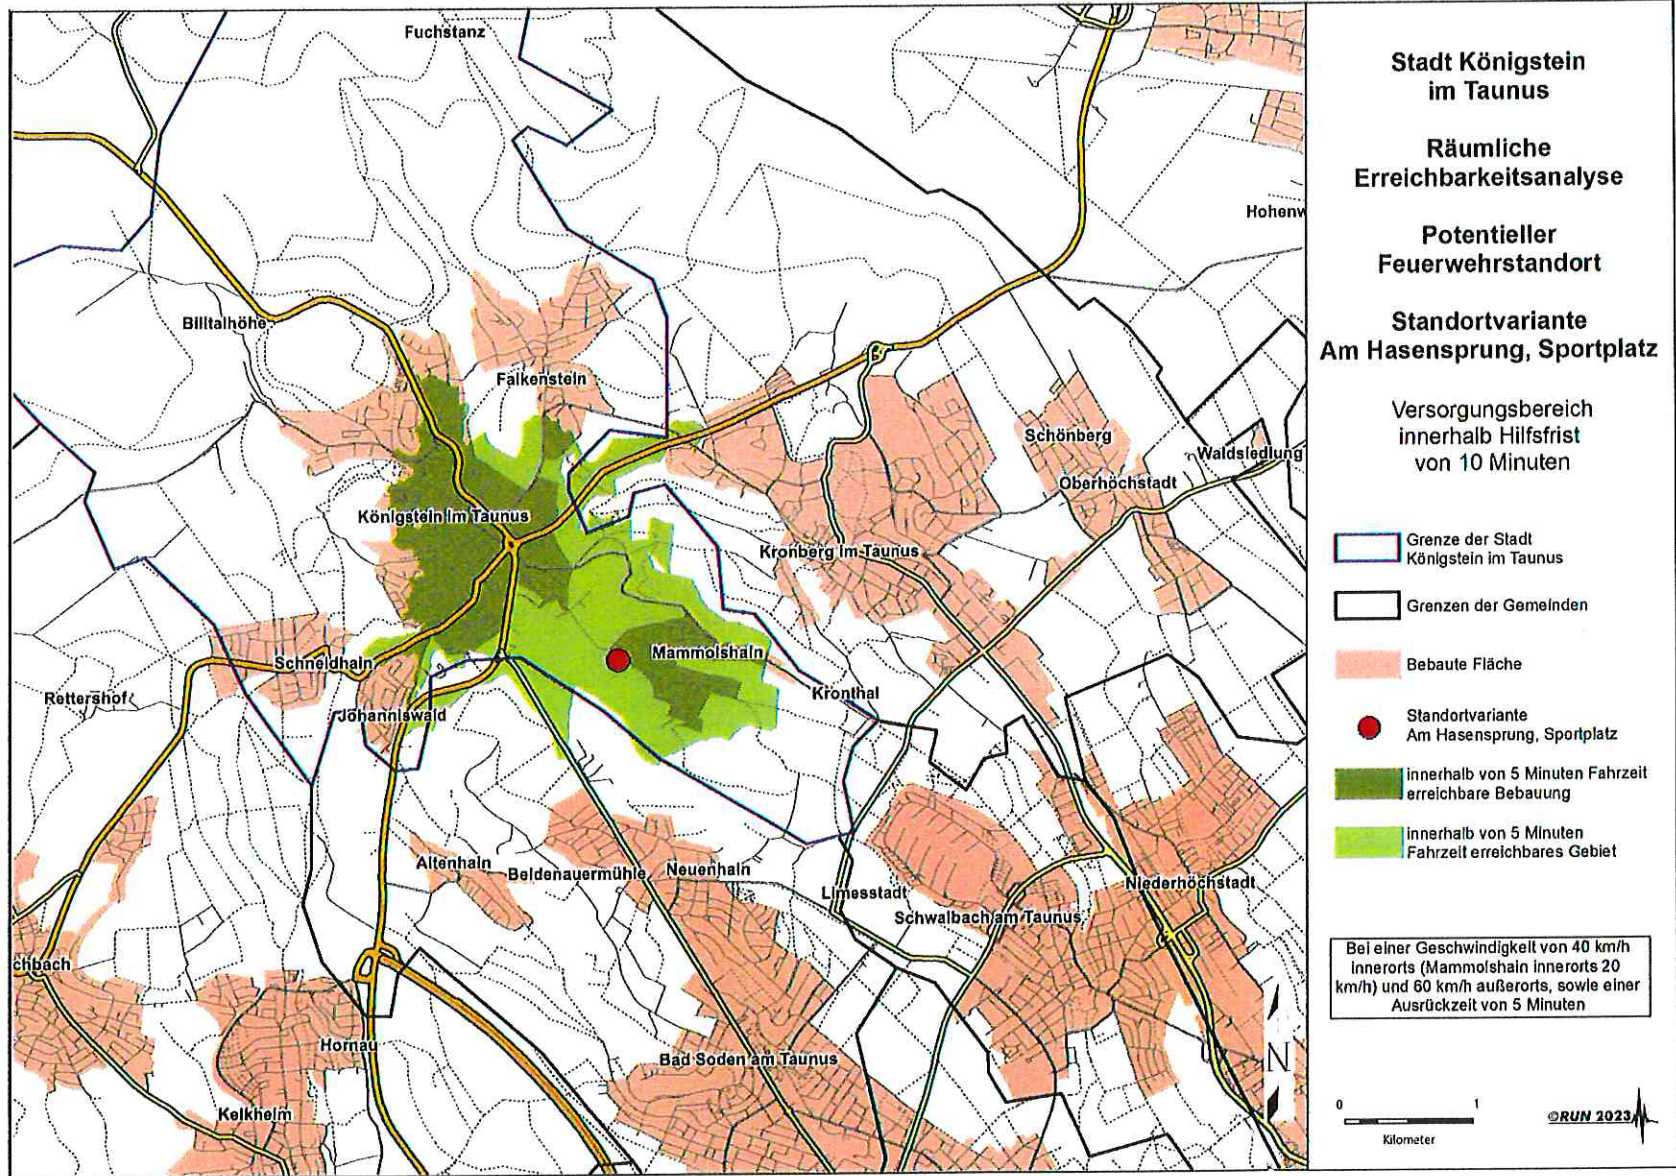 Fuchstanz
Hohenw
Billtalhöhe
Falkenstein
Schönberg
Waldsiedlung
Oberhöchstadt
Königstein im Taunus
Kronberg im Taunus
Schneidhain
Mammolshain
Rettershof
Johanniswald
Kronthal
Altenhain
Beidenauermühle
Neuenhain
Limesstadt
Niederhöchstadt
Schwalbach am Taunus
chbach
Hornau
Bad Soden am Taunus
Kelkheim
N
Stadt Königstein
im Taunus
Räumliche
Erreichbarkeitsanalyse
Potentieller
Feuerwehrstandort
Standortvariante
Am Hasensprung, Sportplatz
Versorgungsbereich
innerhalb Hilfsfrist
von 10 Minuten
Grenze der Stadt
Königstein im Taunus
Grenzen der Gemeinden
Bebaute Fläche
Standortvariante
Am Hasensprung, Sportplatz
innerhalb von 5 Minuten Fahrzeit
erreichbare Bebauung
innerhalb von 5 Minuten
Fahrzeit erreichbares Gebiet
Bei einer Geschwindigkeit von 40 km/h
innerorts (Mammolshain innerorts 20
km/h) und 60 km/h außerorts, sowie einer
Ausrückzeit von 5 Minuten
0 1
Kilometer
©RUN 2023